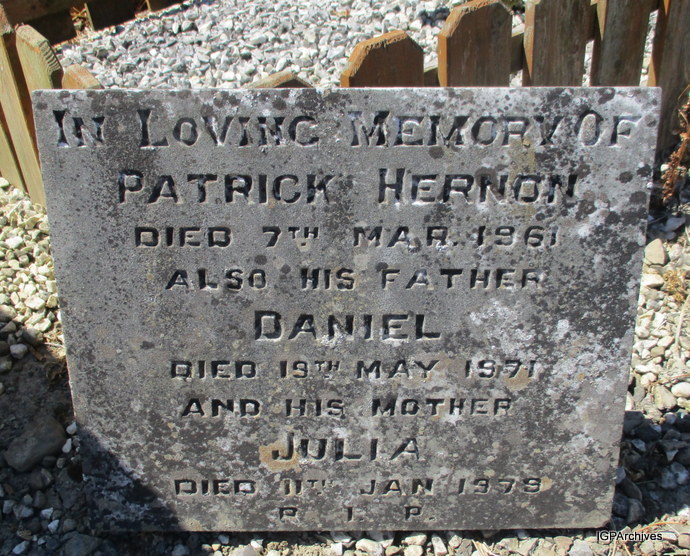 IN LOVING MEMORY OF
PATRICK HERNON
DIED 7TH MAR. 1961
ALSO HIS FATHER
DANIEL
DIED 19TH MAY 1971
AND HIS MOTHER
JULIA
DIED 11TH JAN 1979
R. I. P.
IGPArchives